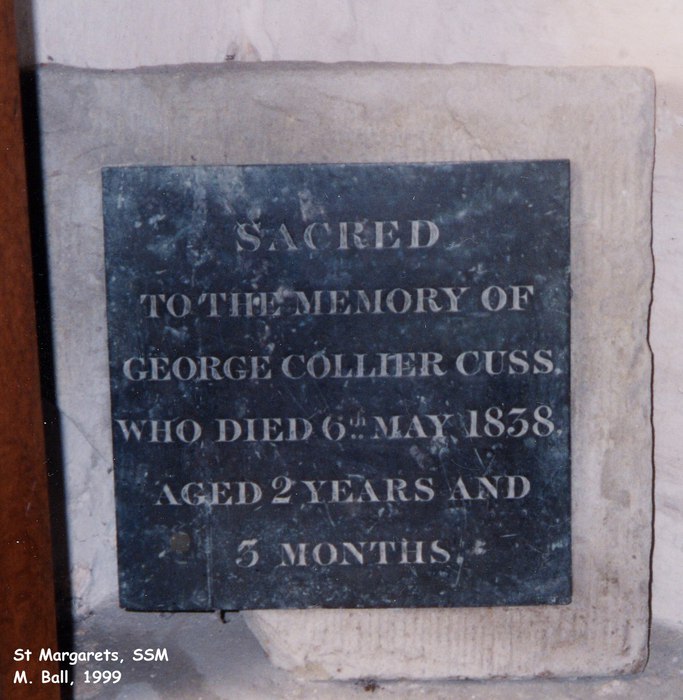 SACRED
TO THE MEMORY OF
GEORGE COLLIER CUSS.
WHO DIED 6th MAY 1838.
AGED 2 YEARS AND
3 MONTHS.
St Margarets, SSM
M. Ball, 1999